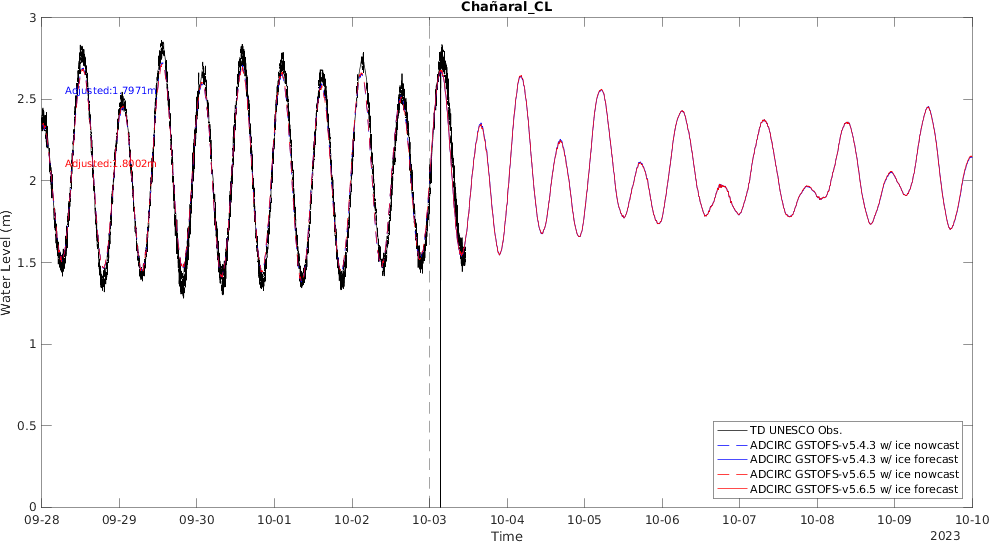 Chañaral_CL
3
2.5
2
1.5
1
0.5
0
Water Level (m)
Adjusted:1.7971m
Adjusted:1.8002m
TD UNESCO Obs.
ADCIRC GSTOFS-v5.4.3 w/ ice nowcast
ADCIRC GSTOFS-v5.4.3 w/ ice forecast
ADCIRC GSTOFS-v5.6.5 w/ ice nowcast
ADCIRC GSTOFS-v5.6.5 w/ ice forecast
09-28 09-29 09-30 10-01 10-02 10-03 10-04 10-05 10-06 10-07 10-08 10-09 10-10
Time
2023